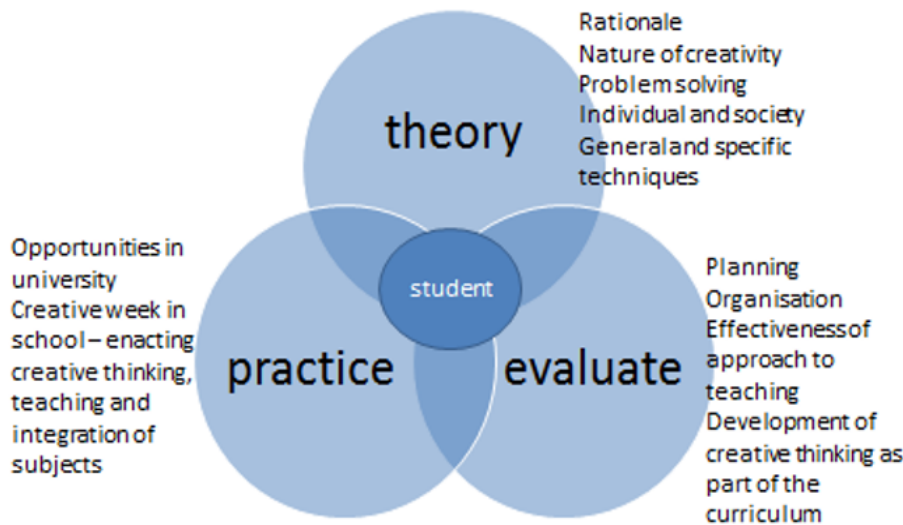 Rationale
Nature of creativity
Problem solving
Individual and society
General and specific
techniques
theory
Opportunities in
university
Creative week in
school – enacting
creative thinking,
teaching and
integration of
subjects
student
practice
evaluate
Planning
Organisation
Effectiveness of
approach to
teaching
Development of
creative thinking as
part of the
curriculum